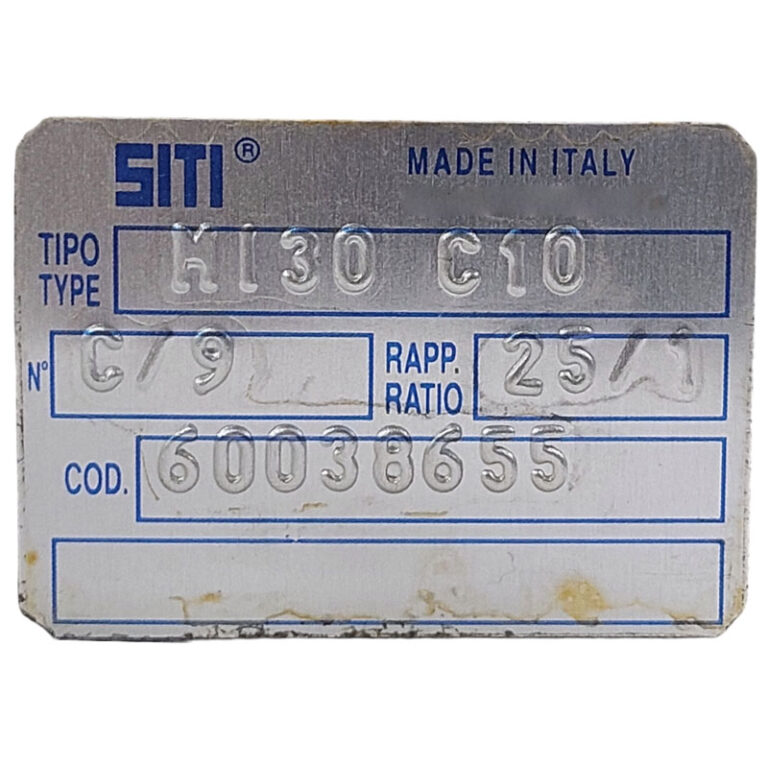 SITI® MADE IN ITALY
TIPO
TYPE
MI30 C10
N° C/9
RAPP.
RATIO
25/1
COD. 60038655